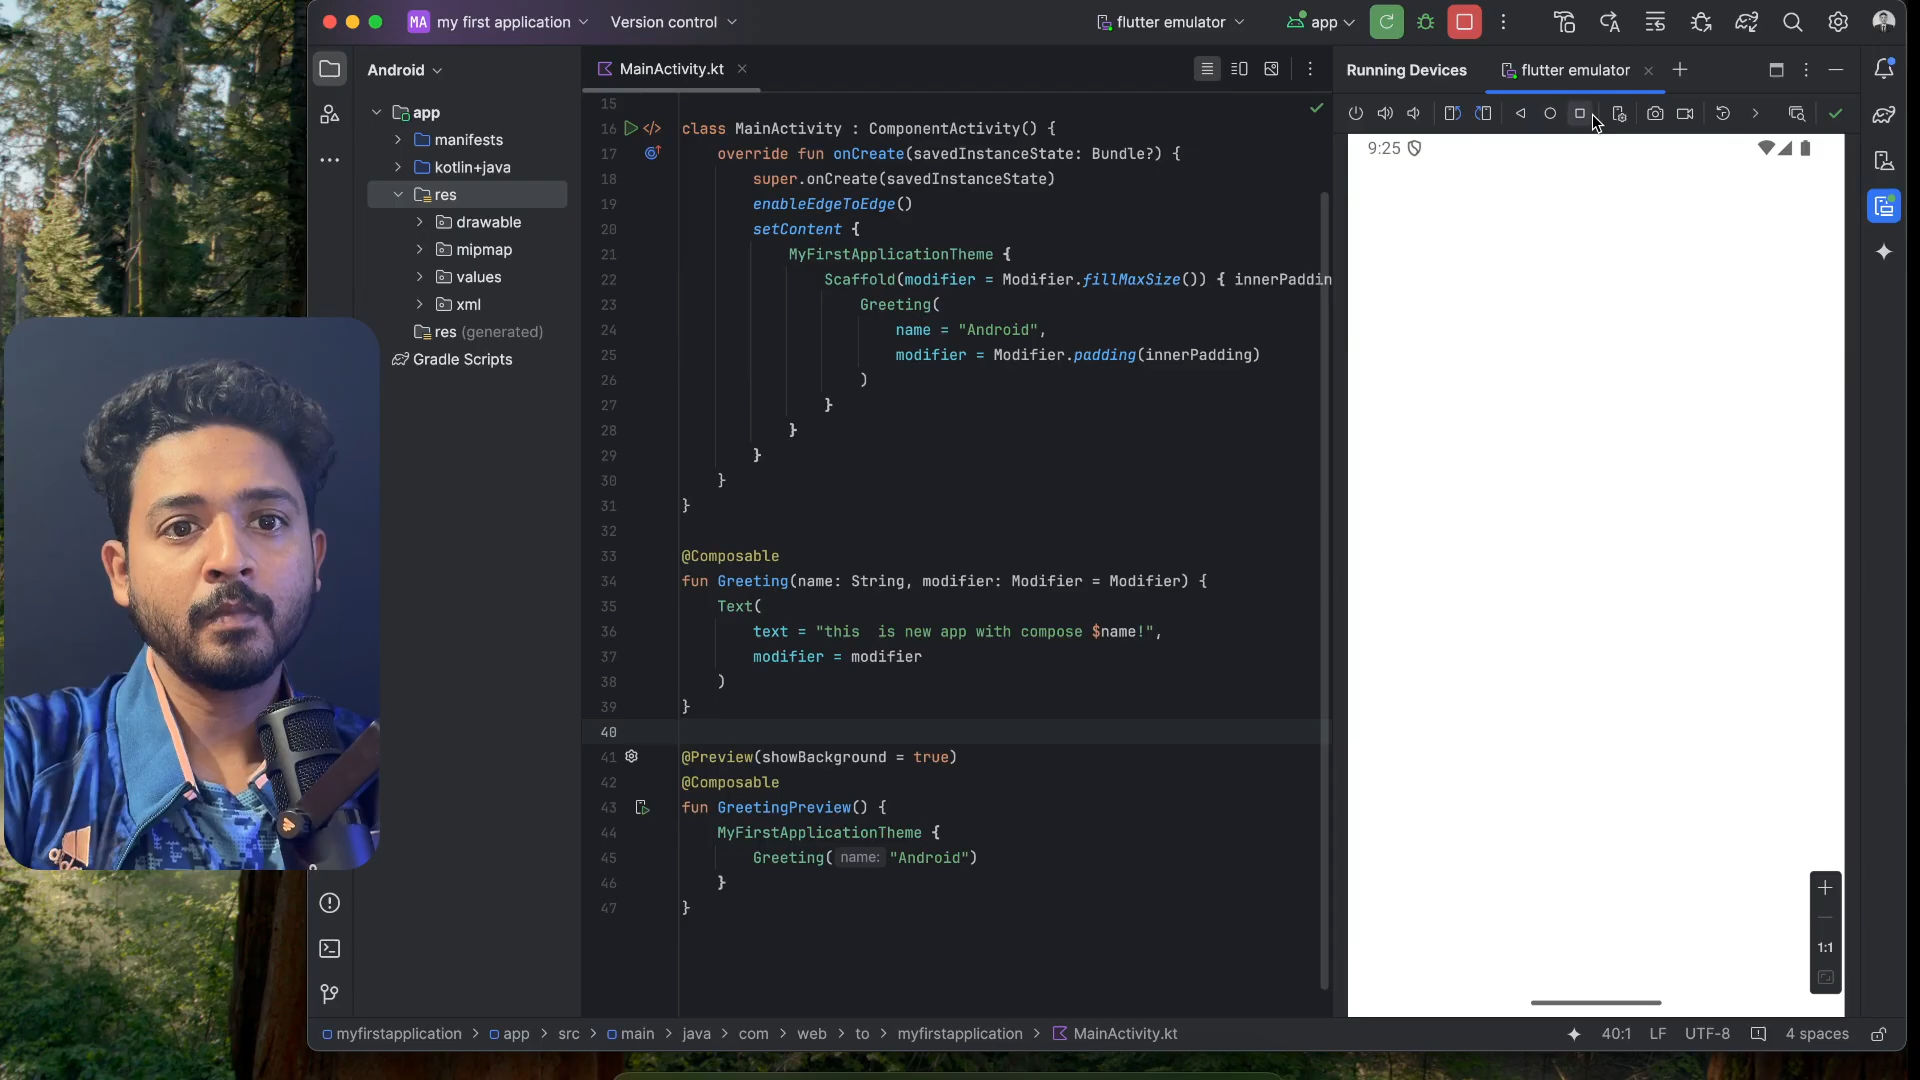 MA my first application
Version control
flutter emulator
app
Android
MainActivity.kt
Running Devices
flutter emulator
app
manifests
kotlin+java
res
drawable
mipmap
values
xml
res (generated)
Gradle Scripts
15
16 class MainActivity : ComponentActivity() {
17 override fun onCreate(savedInstanceState: Bundle?) {
18 super.onCreate(savedInstanceState)
19 enableEdgeToEdge()
20 setContent {
21 MyFirstApplicationTheme {
22 Scaffold(modifier = Modifier.fillMaxSize()) { innerPaddin
23 Greeting(
24 name = "Android",
25 modifier = Modifier.padding(innerPadding)
26 )
27 }
28 }
29 }
30 }
31 }
32
33 @Composable
34 fun Greeting(name: String, modifier: Modifier = Modifier) {
35 Text(
36 text = "this  is new app with compose $name!",
37 modifier = modifier
38 )
39 }
40
41 @Preview(showBackground = true)
42 @Composable
43 fun GreetingPreview() {
44 MyFirstApplicationTheme {
45 Greeting( name: "Android")
46 }
47 }
9:25
1:1
adidas
myfirstapplication > app > src > main > java > com > web > to > myfirstapplication > MainActivity.kt
40:1 LF UTF-8 4 spaces